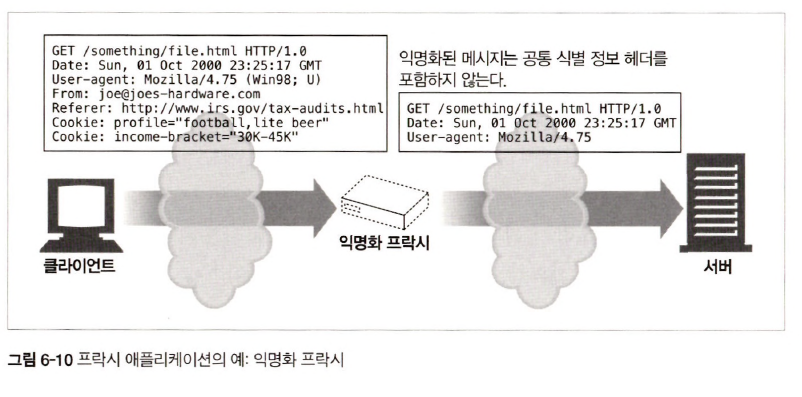 GET /something/file.html HTTP/1.0
Date: Sun, 01 Oct 2000 23:25:17 GMT
User-agent: Mozilla/4.75 (Win98; U)
From: joe@joes-hardware.com
Referer: http://www.irs.gov/tax-audits.html
Cookie: profile="football,lite beer"
Cookie: income-bracket="30K-45K"
익명화된 메시지는 공통 식별 정보 헤더를
포함하지 않는다.
GET /something/file.html HTTP/1.0
Date: Sun, 01 Oct 2000 23:25:17 GMT
User-agent: Mozilla/4.75
클라이언트
익명화 프락시
서버
그림 6-10 프락시 애플리케이션의 예: 익명화 프락시